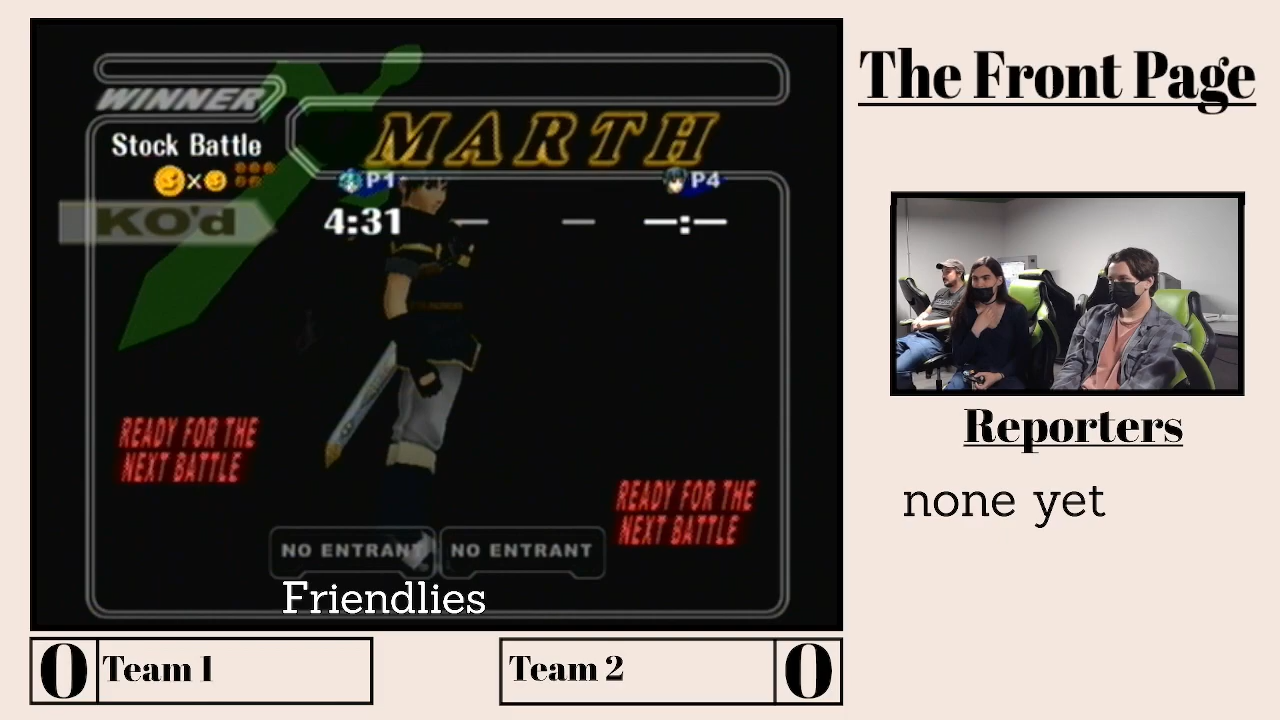 The Front Page
WINNER
MARTH
Stock Battle
X
P1
P4
KO'd
4:31 — — —:—
READY FOR THE
NEXT BATTLE
READY FOR THE
NEXT BATTLE
NO ENTRANT
NO ENTRANT
Friendlies
Reporters
none yet
0 Team 1
Team 2 0